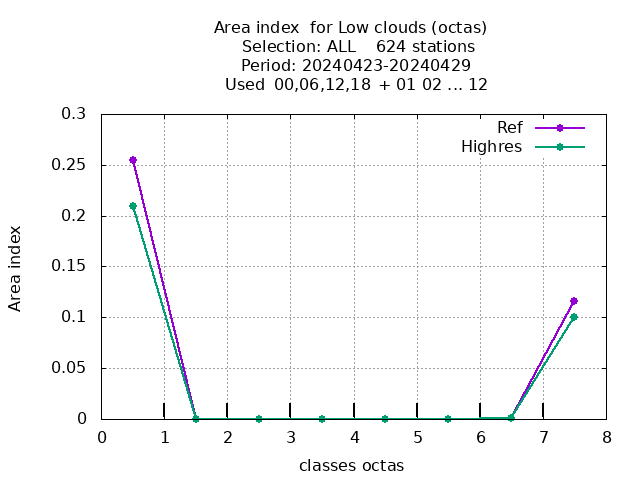 Area index  for Low clouds (octas)
Selection: ALL    624 stations
Period: 20240423-20240429
Used  00,06,12,18  + 01 02 ... 12
Ref
Highres
0.3
0.25
0.2
0.15
0.1
0.05
0
Area index
0 1 2 3 4 5 6 7 8
classes octas